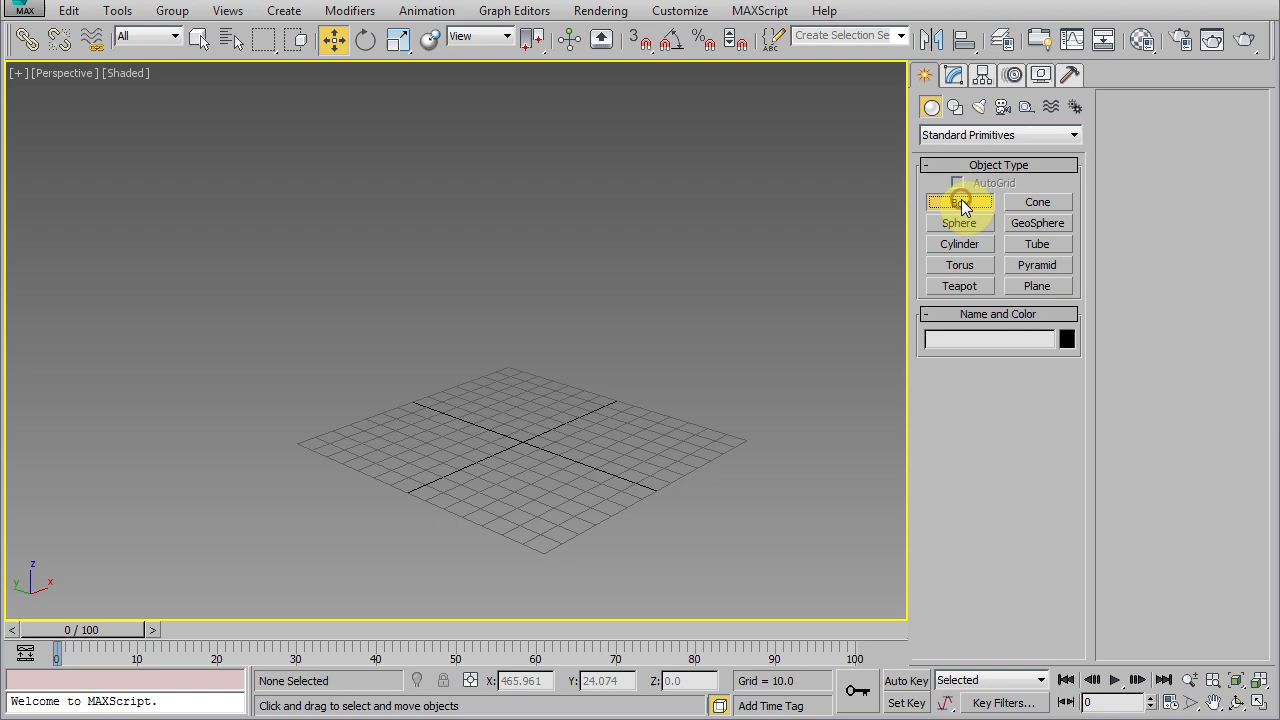 MAX Edit Tools Group Views Create Modifiers Animation Graph Editors Rendering Customize MAXScript Help
All View 3 % Create Selection Se
[+] [Perspective] [Shaded]
Standard Primitives
- Object Type
AutoGrid
Cone
Sphere GeoSphere
Cylinder Tube
Torus Pyramid
Teapot Plane
- Name and Color
z
y x
< 0 / 100 >
0 10 20 30 40 50 60 70 80 90 100
None Selected X: 465.961 Y: 24.074 Z: 0.0 Grid = 10.0 Auto Key Selected
Welcome to MAXScript. Click and drag to select and move objects Add Time Tag Set Key Key Filters... 0